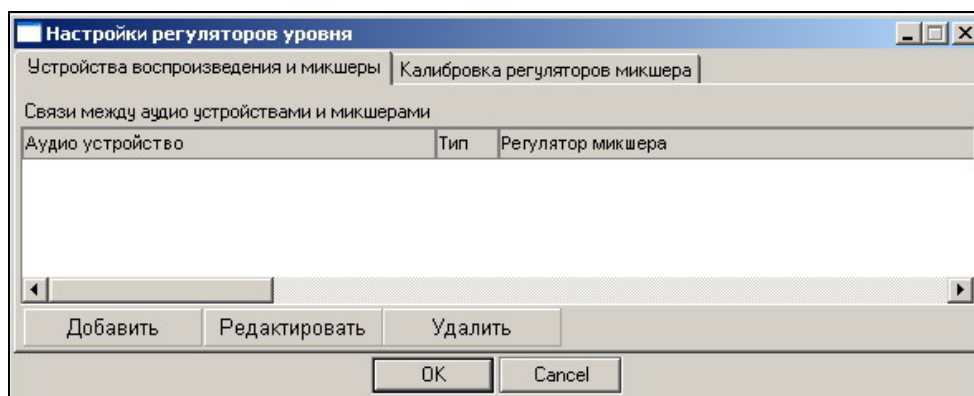 Настройки регуляторов уровня
Устройства воспроизведения и микшеры Калибровка регуляторов микшера
Связи между аудио устройствами и микшерами
Аудио устройство Тип Регулятор микшера
Добавить Редактировать Удалить
OK Cancel